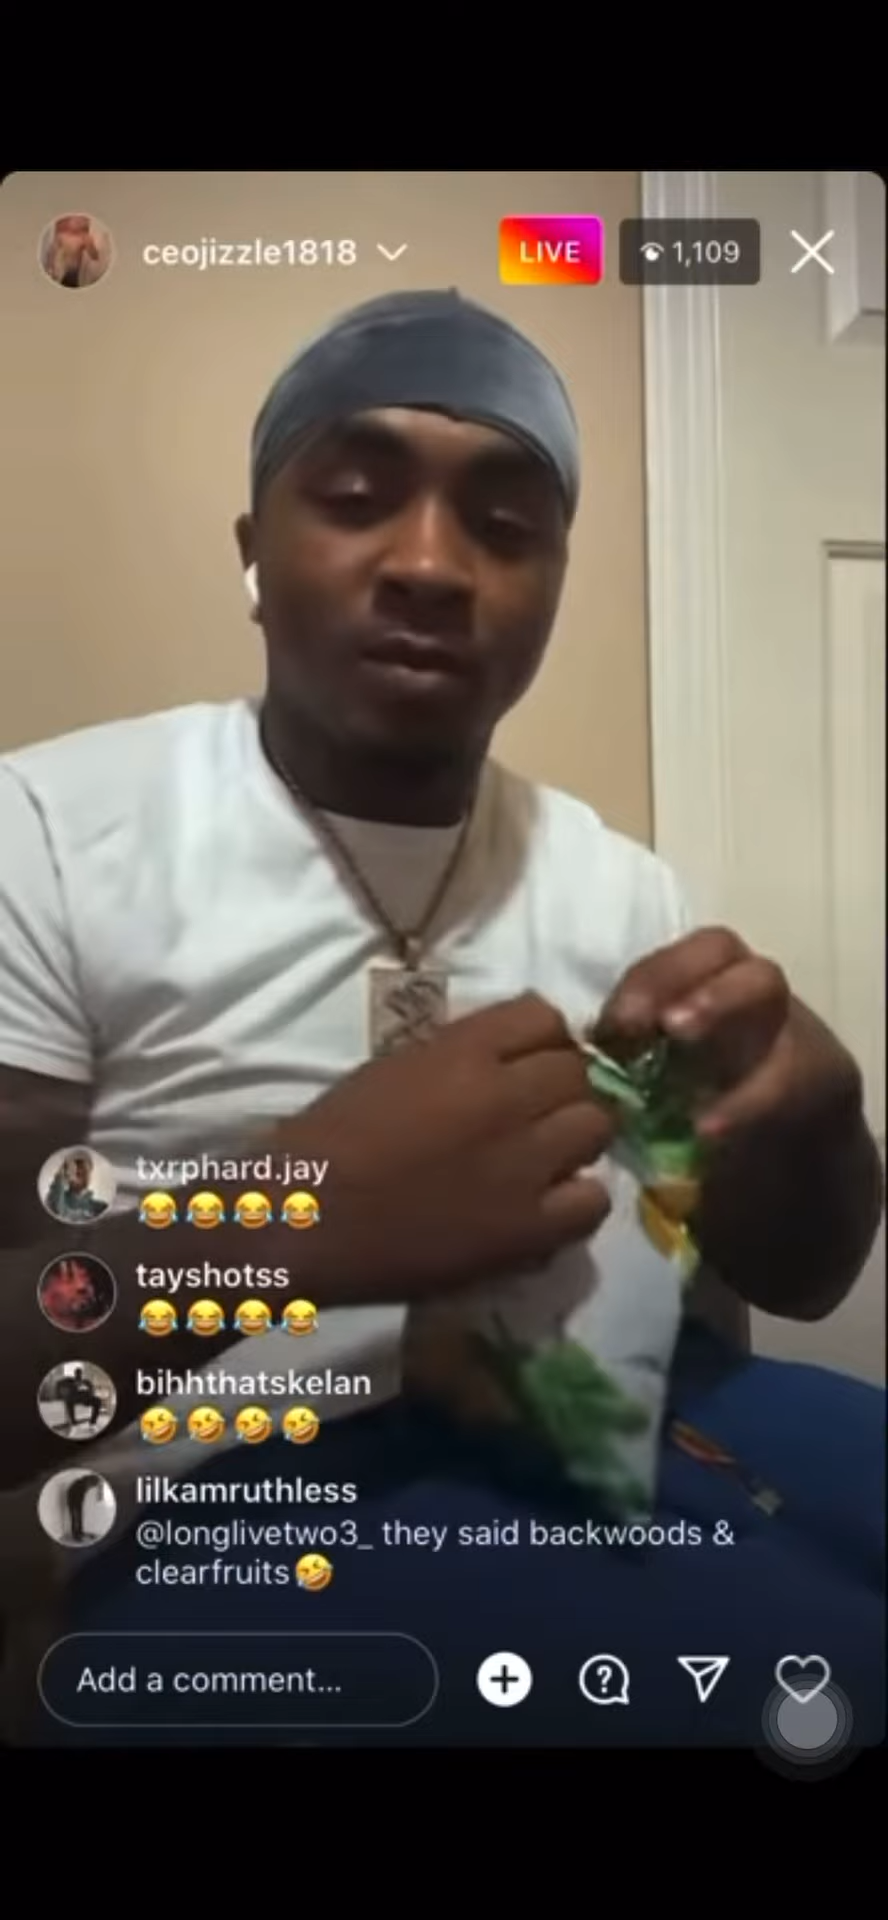 ceojizzle1818
LIVE
1,109
txrphard.jay
😂😂😂😂
tayshotss
😂😂😂😂
bihhthatskelan
🤣🤣🤣🤣
lilkamruthless
@longlivetwo3_ they said backwoods &
clearfruits🤣
Add a comment...